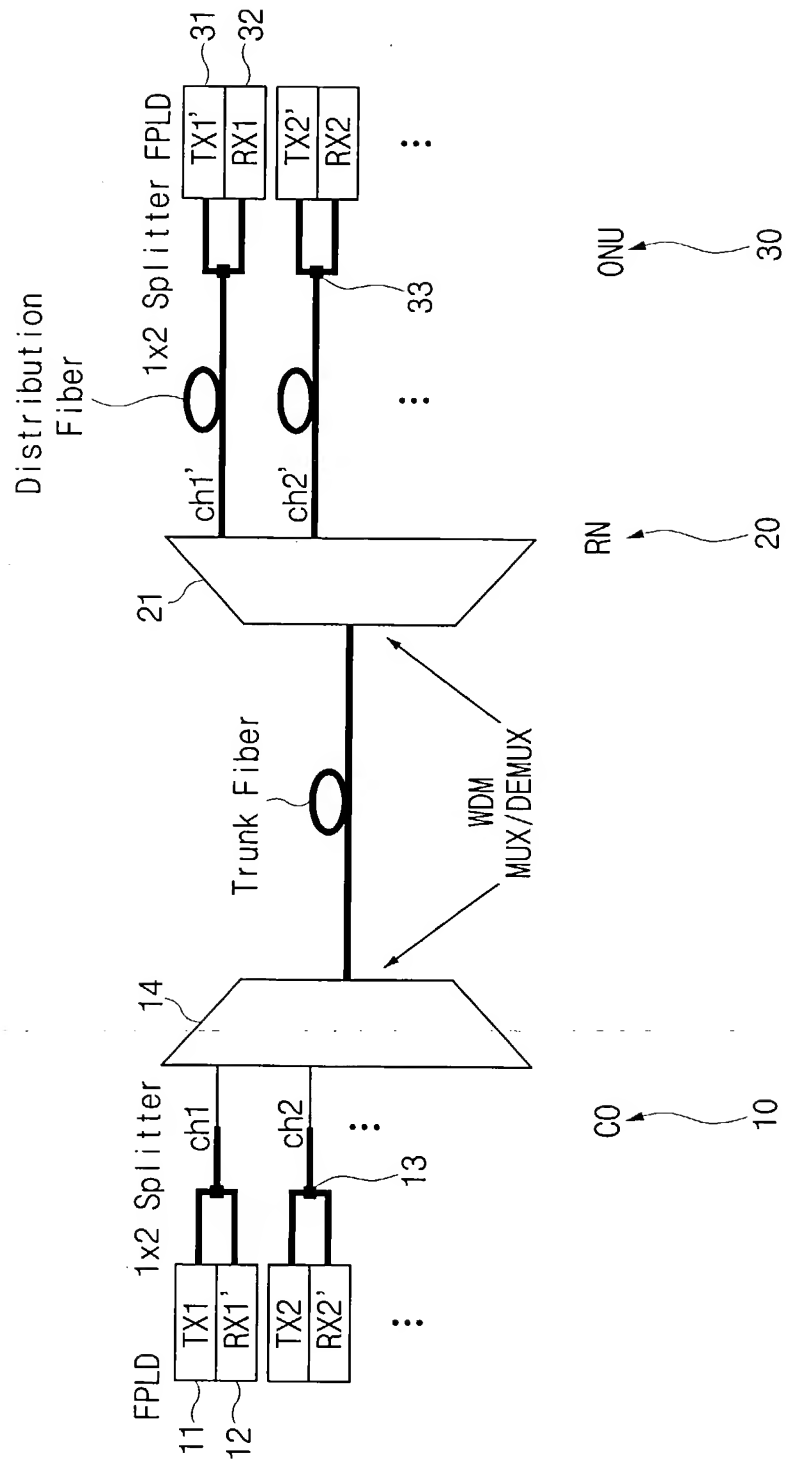 FPLD
1x2 Splitter
11
TX1
12
RX1'
ch1
TX2
RX2'
ch2
13
...
...
14
CO
10
Trunk Fiber
WDM
MUX/DEMUX
21
RN
20
Distribution
Fiber
ch1'
ch2'
...
1x2 Splitter
FPLD
TX1'
31
RX1
32
TX2'
RX2
33
...
ONU
30